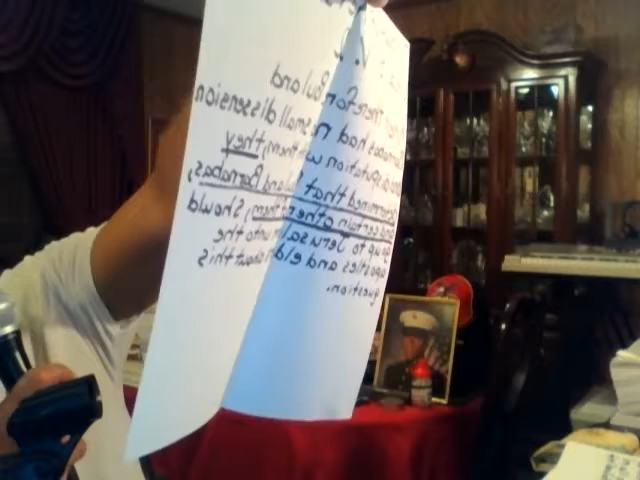 therefore Paul and
Barnabas had no small dissension
and disputation with them, they
determined that Paul and Barnabas,
and certain other of them, should
go up to Jerusalem unto the
apostles and elders about this
question.